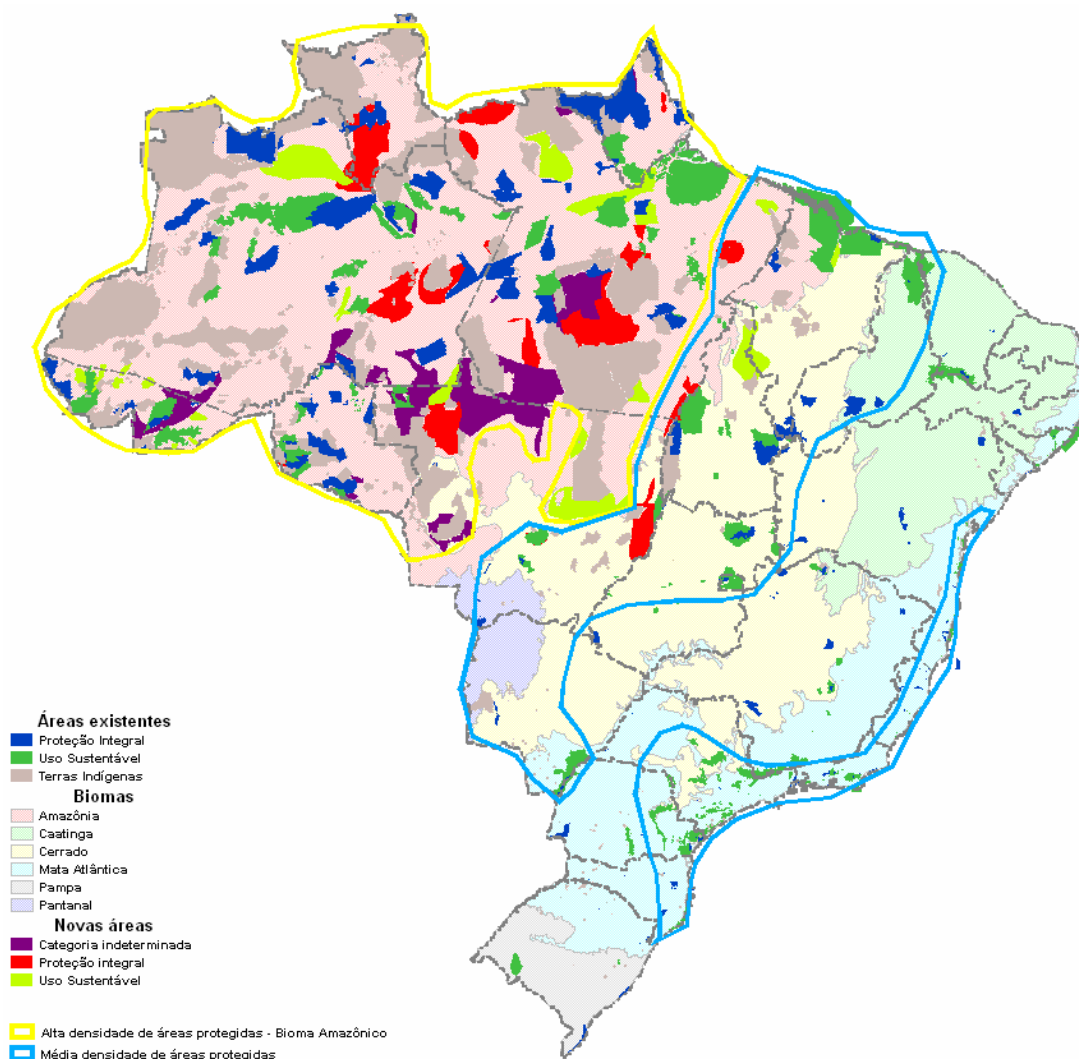 Áreas existentes
Proteção Integral
Uso Sustentável
Terras Indígenas
Biomas
Amazônia
Caatinga
Cerrado
Mata Atlântica
Pampa
Pantanal
Novas áreas
Categoria indeterminada
Proteção integral
Uso Sustentável
Alta densidade de áreas protegidas - Bioma Amazônico
Média densidade de áreas protegidas